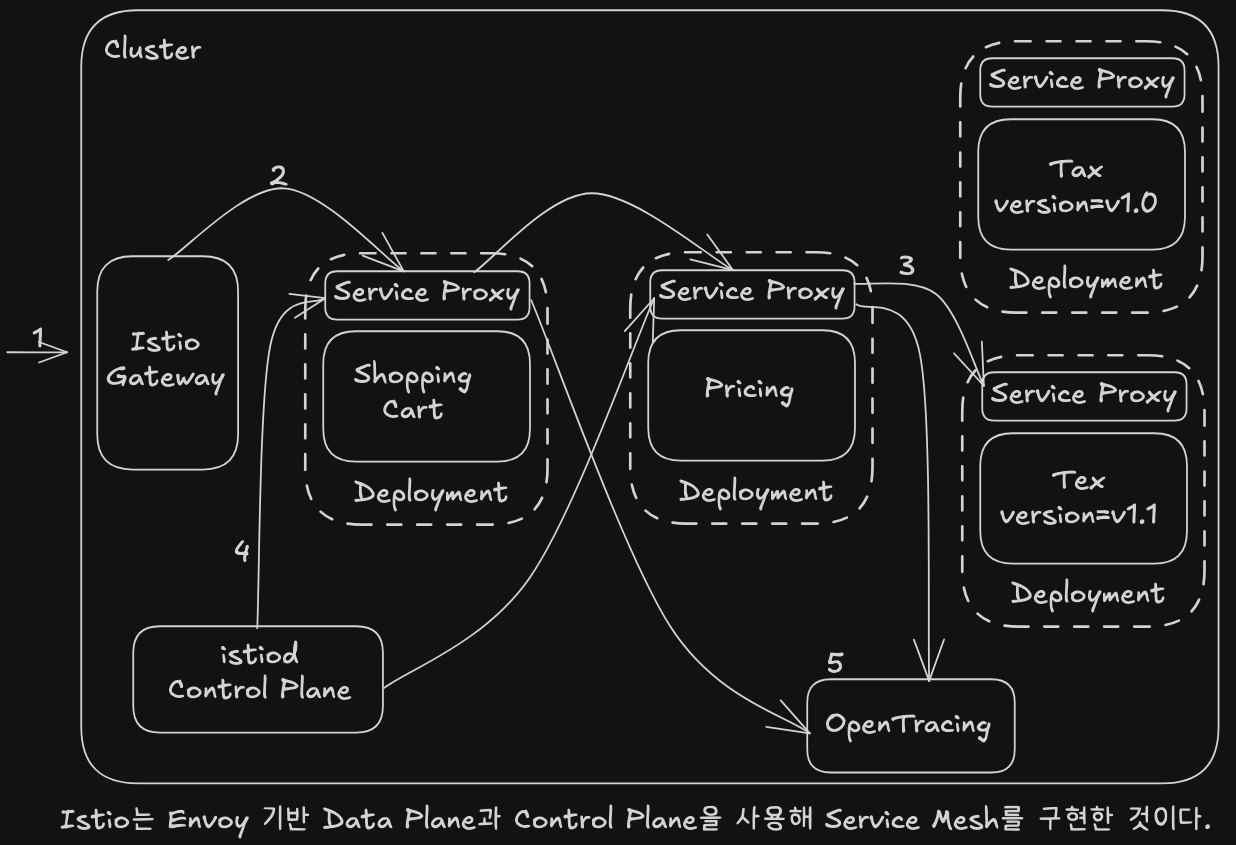 Cluster
Service Proxy
Tax
version=v1.0
Deployment
2
3
1
Istio
Gateway
Service Proxy
Shopping
Cart
Deployment
Service Proxy
Pricing
Deployment
Service Proxy
Tex
version=v1.1
Deployment
4
istiod
Control Plane
5
OpenTracing
Istio는 Envoy 기반 Data Plane과 Control Plane을 사용해 Service Mesh를 구현한 것이다.